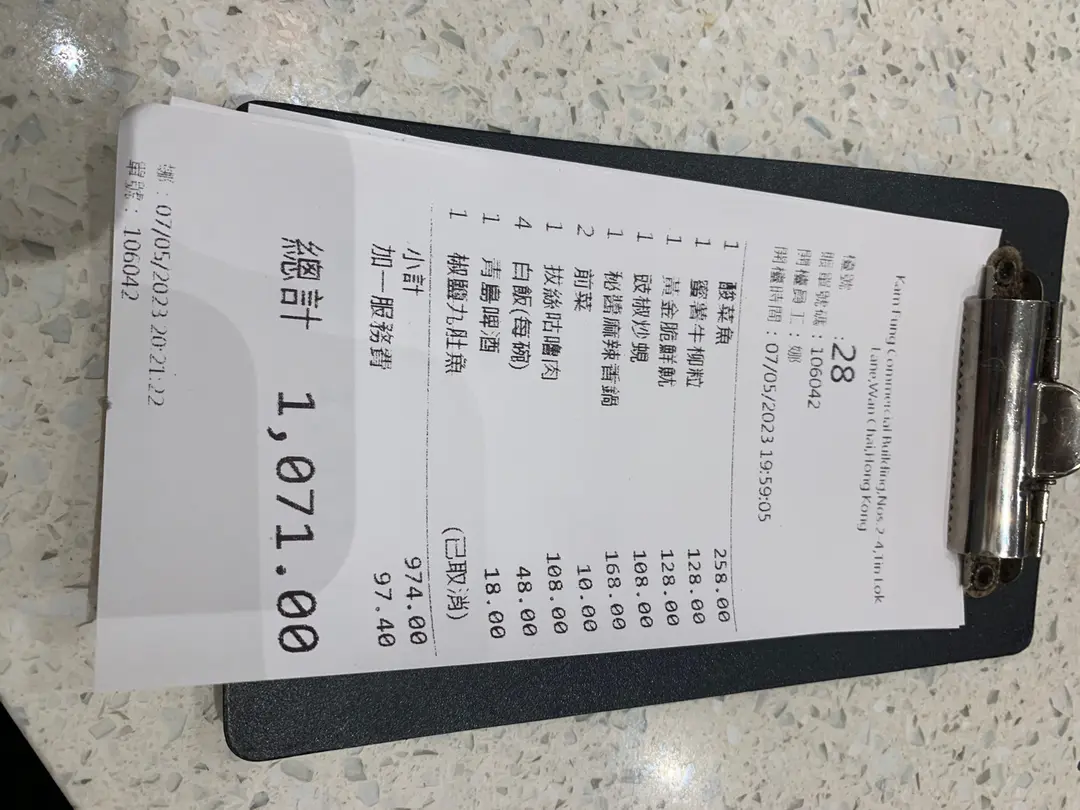 Kam Fung Commercial Building,Nos.2-4,Tin Lok
Lane,Wan Chai,Hong Kong
檯號 :28
賬單號碼：106042
開檯員工：娜
開檯時間：07/05/2023 19:59:05
1 酸菜魚 258.00
1 蜜薯牛柳粒 128.00
1 黃金脆鮮魷 128.00
1 豉椒炒蜆 108.00
1 秘醬麻辣香鍋 168.00
2 前菜 10.00
1 拔絲咕嚕肉 108.00
4 白飯(每碗) 48.00
1 青島啤酒 18.00
1 椒鹽九肚魚 (已取消)
小計 974.00
加一服務費 97.40
總計 1,071.00
娜：07/05/2023 20:21:22
單號：106042